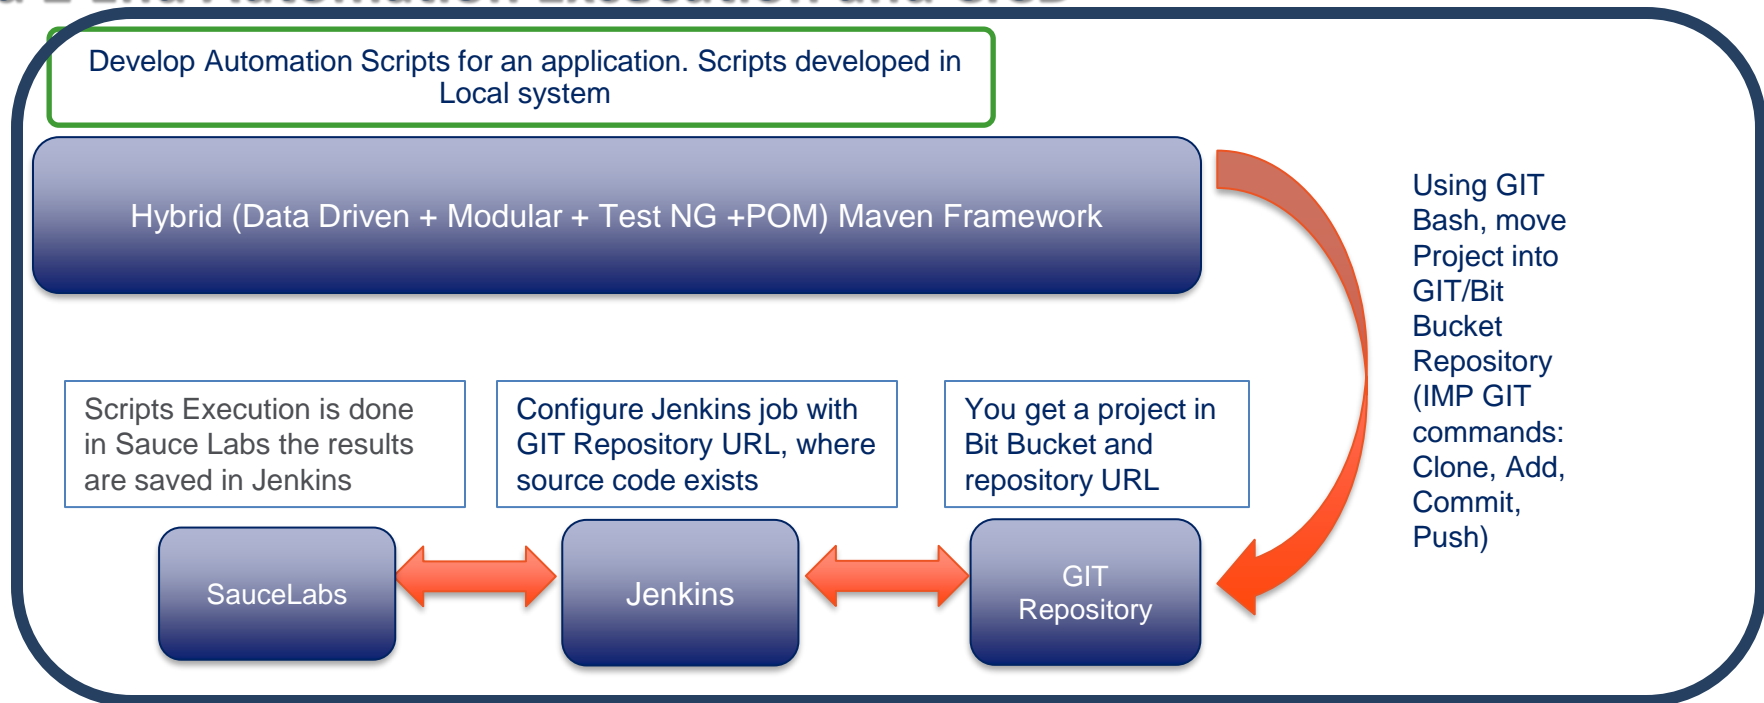 Develop Automation Scripts for an application. Scripts developed in
Local system
Hybrid (Data Driven + Modular + Test NG +POM) Maven Framework
Using GIT
Bash, move
Project into
GIT/Bit
Bucket
Repository
(IMP GIT
commands:
Clone, Add,
Commit,
Push)
Scripts Execution is done
in Sauce Labs the results
are saved in Jenkins
Configure Jenkins job with
GIT Repository URL, where
source code exists
You get a project in
Bit Bucket and
repository URL
SauceLabs
Jenkins
GIT
Repository